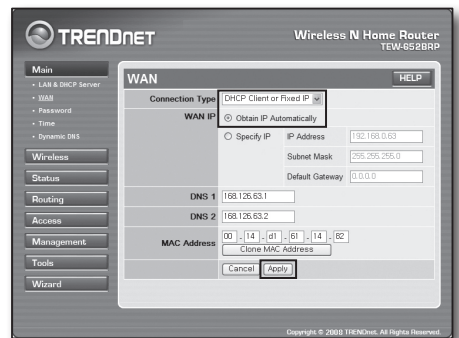 TRENDNET
Wireless N Home Router
TEW-652BRP
Main
• LAN & DHCP Server
• WAN
• Password
• Time
• Dynamic DNS
Wireless
Status
Routing
Access
Management
Tools
Wizard
WAN
HELP
Connection Type DHCP Client or Fixed IP
WAN IP Obtain IP Automatically
Specify IP IP Address 192.168.0.63
Subnet Mask 255.255.255.0
Default Gateway 0.0.0.0
DNS 1 168.126.63.1
DNS 2 168.126.63.2
MAC Address 00 - 14 - d1 - 61 - 14 - 82
Clone MAC Address
Cancel Apply
Copyright © 2008 TRENDnet. All Rights Reserved.